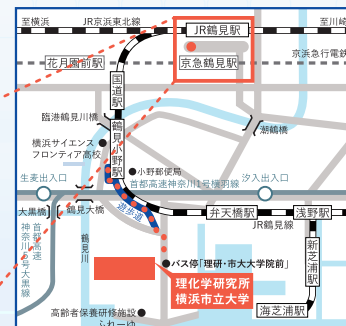 至横浜
JR京浜東北線
JR鶴見駅
至川崎
京浜急行電鉄
花月園前駅
京急鶴見駅
国道駅
臨港鶴見川橋
鶴見小野駅
潮鶴橋
横浜サイエンス
フロンティア高校
小野郵便局
生麦出入口
首都高速神奈川1号横羽線
汐入出入口
大黒橋
鶴見大橋
遊歩道
弁天橋駅
浅野駅
JR鶴見線
首都高速
神奈川5号大黒線
鶴見川
新芝浦駅
バス停「理研・市大大学院前」
理化学研究所
横浜市立大学
海芝浦駅
高齢者保養研修施設
ふれーゆ